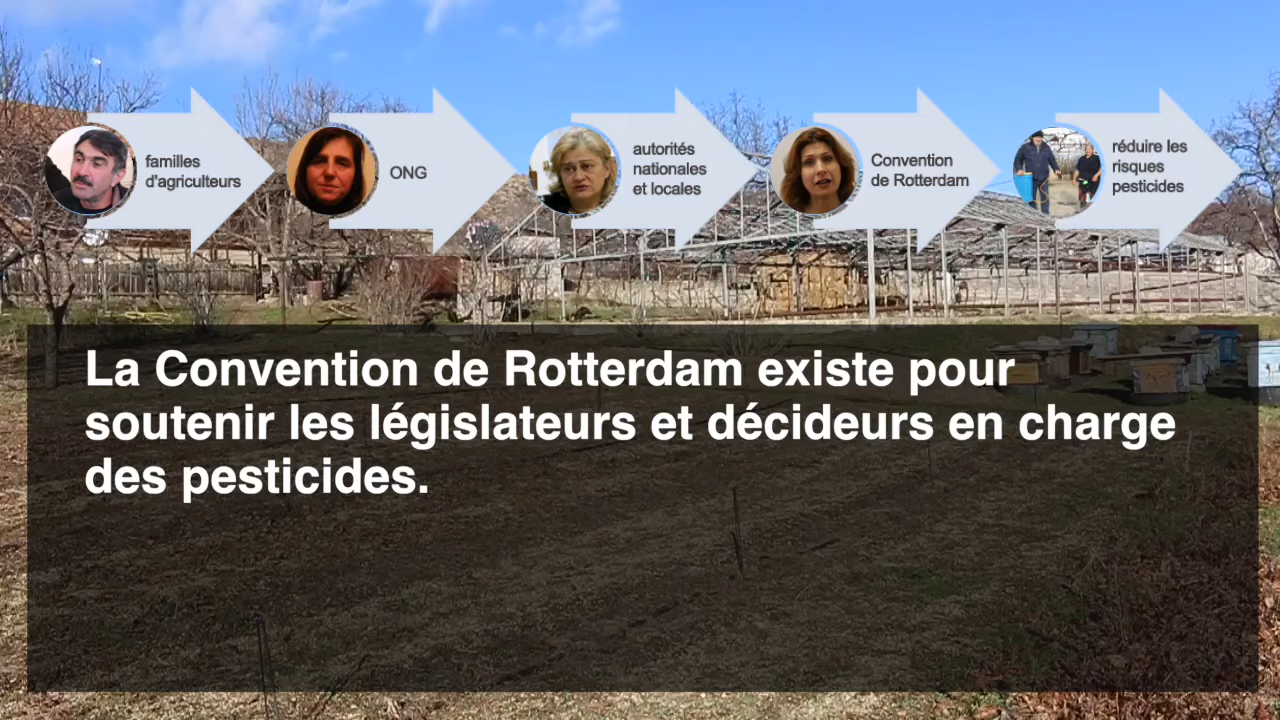 familles
d'agriculteurs
ONG
autorités
nationales
et locales
Convention
de Rotterdam
réduire les
risques
pesticides
La Convention de Rotterdam existe pour
soutenir les législateurs et décideurs en charge
des pesticides.